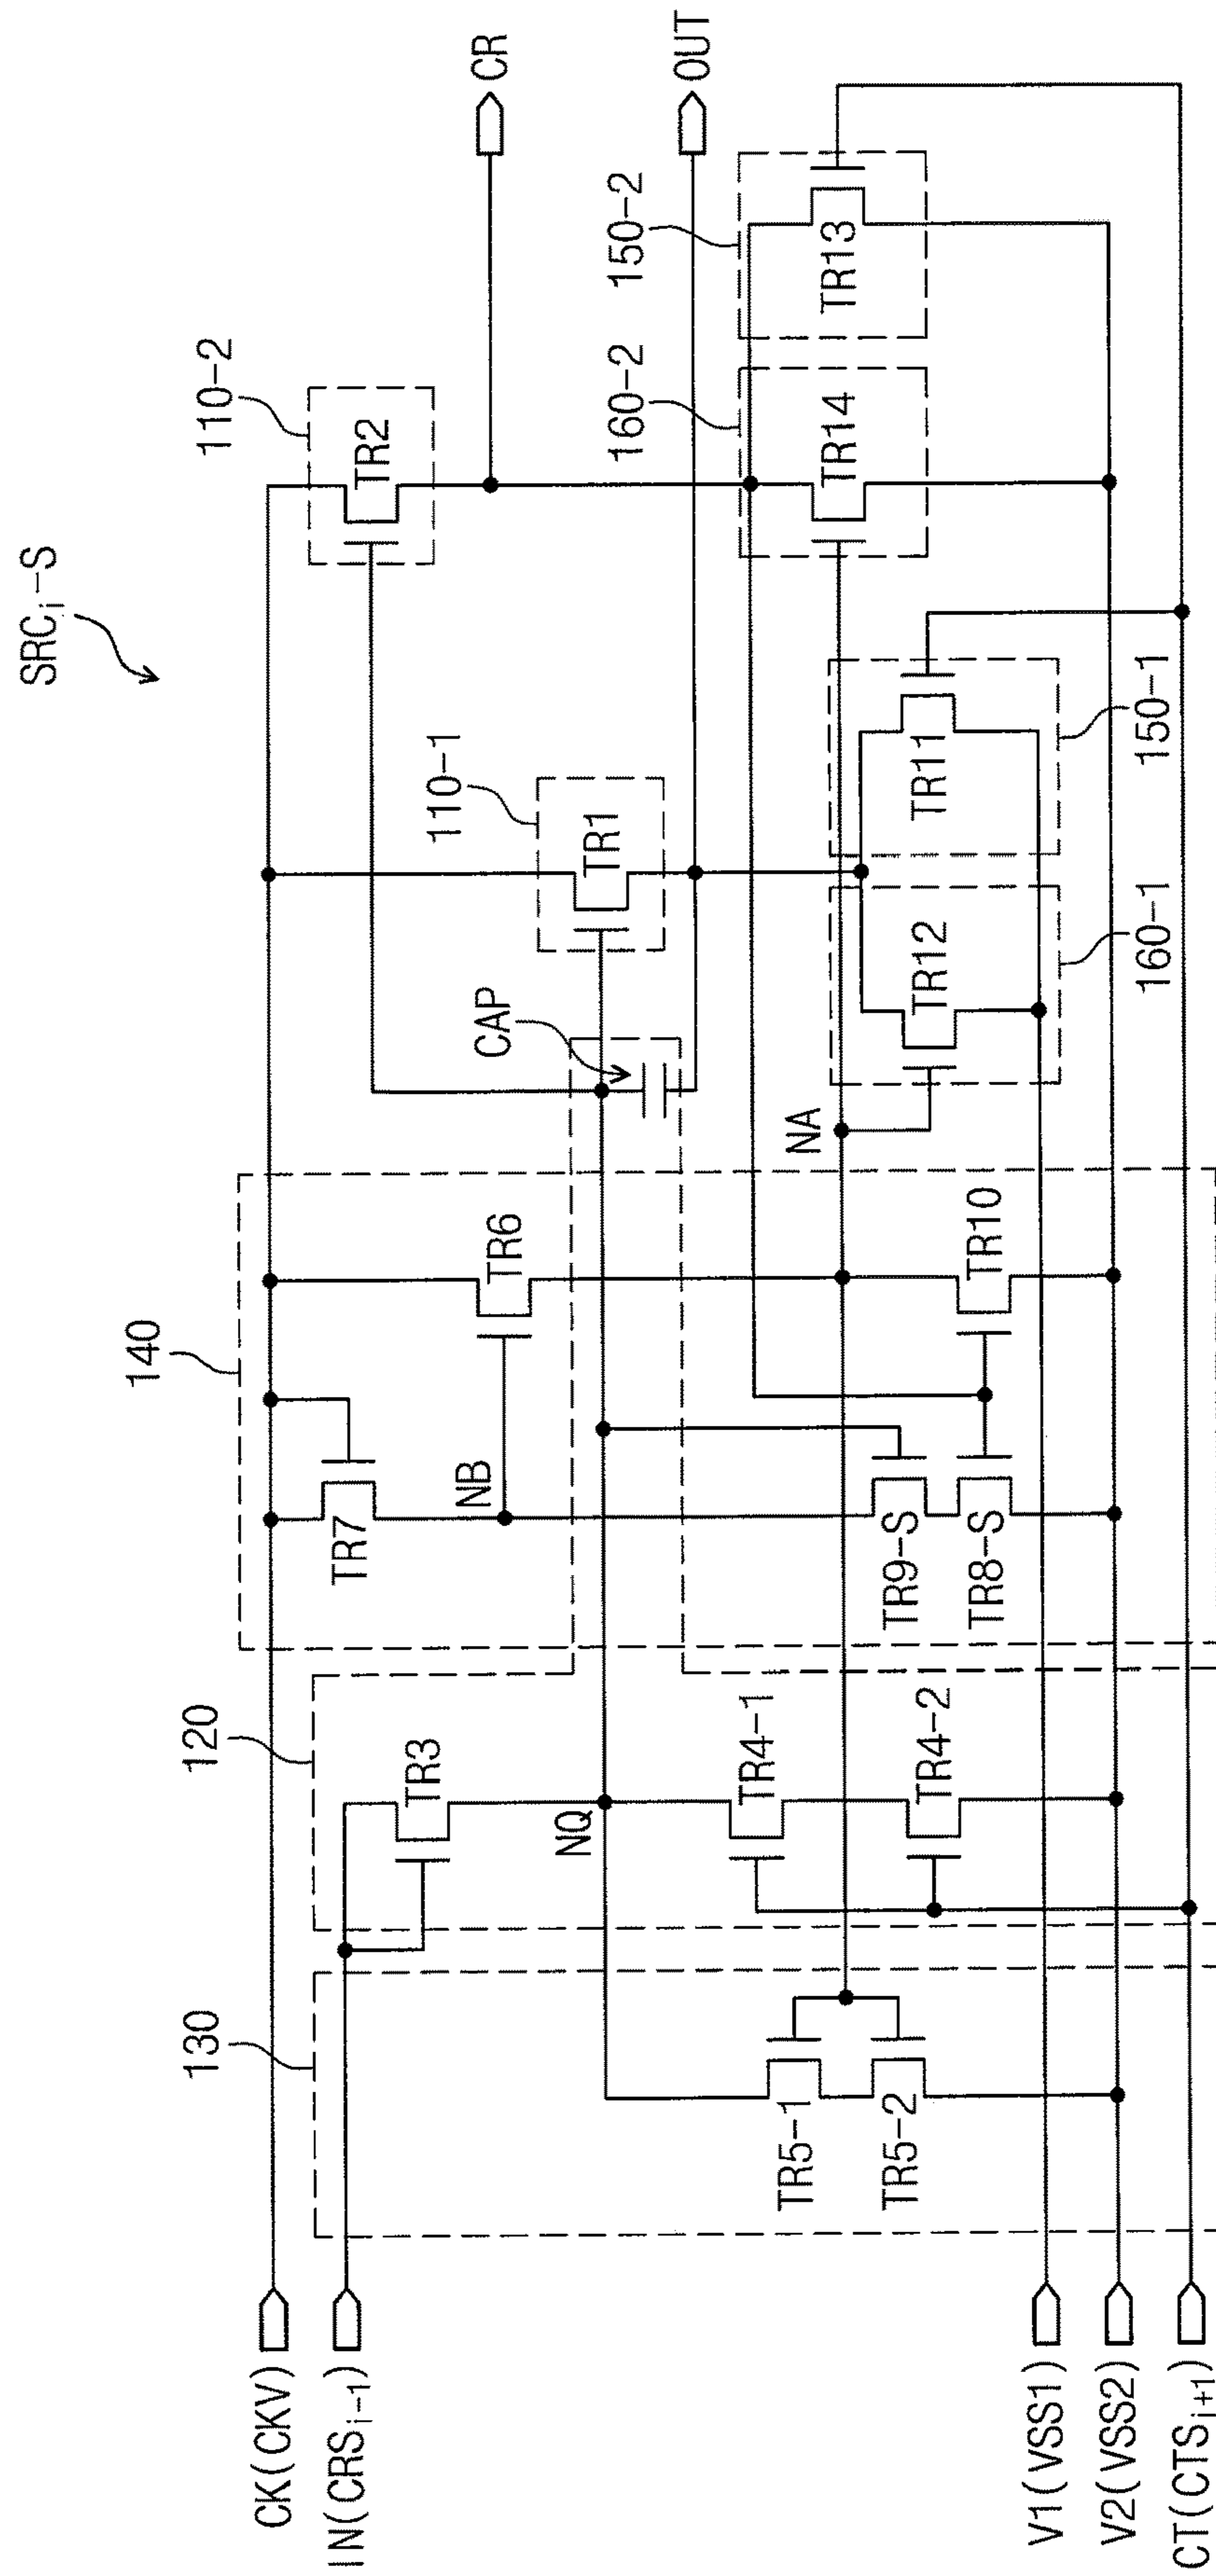 SRCi-S
110-2
TR2
CR
110-1
TR1
OUT
160-2
150-2
TR14
TR13
CAP
140
TR6
TR7
NB
NA
160-1
150-1
TR12
TR11
TR10
TR9-S
TR8-S
120
TR3
NQ
TR4-1
TR4-2
130
TR5-1
TR5-2
CK(CKV)
IN(CRSi-1)
V1(VSS1)
V2(VSS2)
CT(CTSi+1)